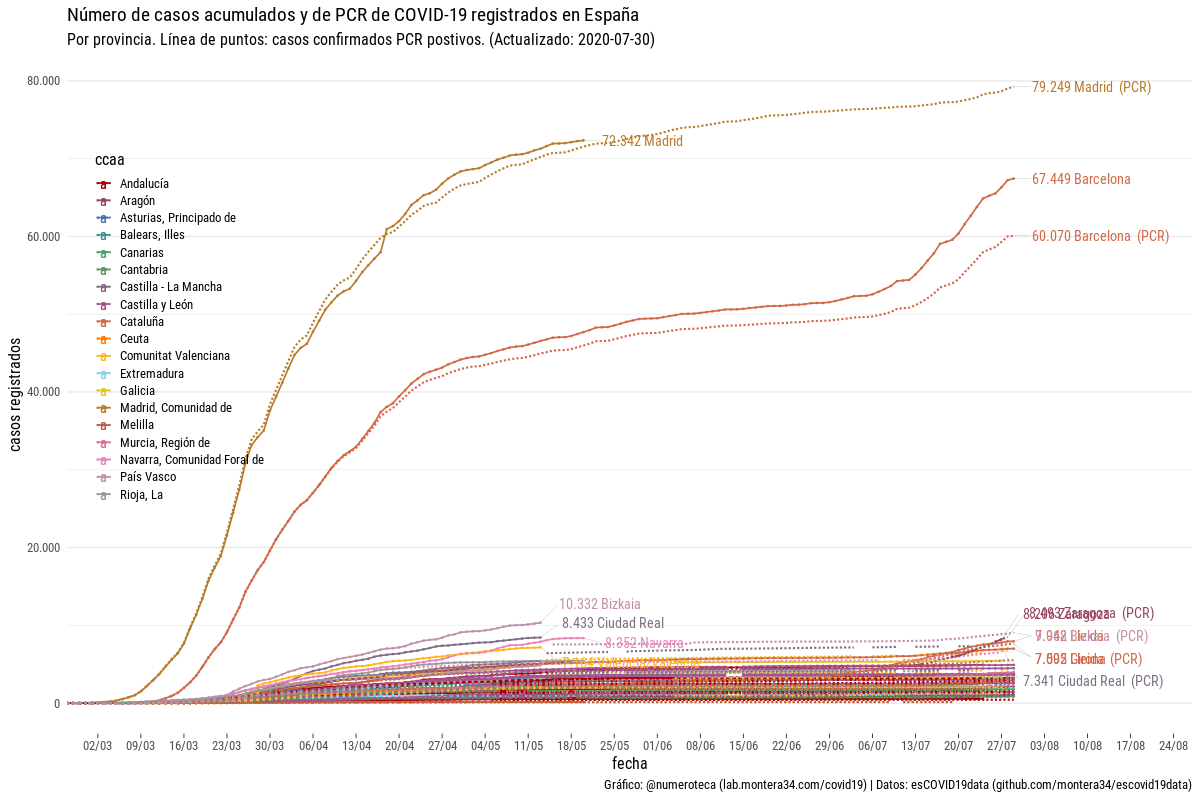 Número de casos acumulados y de PCR de COVID-19 registrados en España
Por provincia. Línea de puntos: casos confirmados PCR postivos. (Actualizado: 2020-07-30)
80.000
60.000
40.000
20.000
0
casos registrados
ccaa
Andalucía
Aragón
Asturias, Principado de
Balears, Illes
Canarias
Cantabria
Castilla - La Mancha
Castilla y León
Cataluña
Ceuta
Comunitat Valenciana
Extremadura
Galicia
Madrid, Comunidad de
Melilla
Murcia, Región de
Navarra, Comunidad Foral de
País Vasco
Rioja, La
79.249 Madrid (PCR)
72.342 Madrid
67.449 Barcelona
60.070 Barcelona (PCR)
10.332 Bizkaia
8.433 Ciudad Real
8.352 Navarra
Zaragoza (PCR)
(PCR)
(PCR)
7.341 Ciudad Real (PCR)
02/03 09/03 16/03 23/03 30/03 06/04 13/04 20/04 27/04 04/05 11/05 18/05 25/05 01/06 08/06 15/06 22/06 29/06 06/07 13/07 20/07 27/07 03/08 10/08 17/08 24/08
fecha
Gráfico: @numeroteca (lab.montera34.com/covid19) | Datos: esCOVID19data (github.com/montera34/escovid19data)